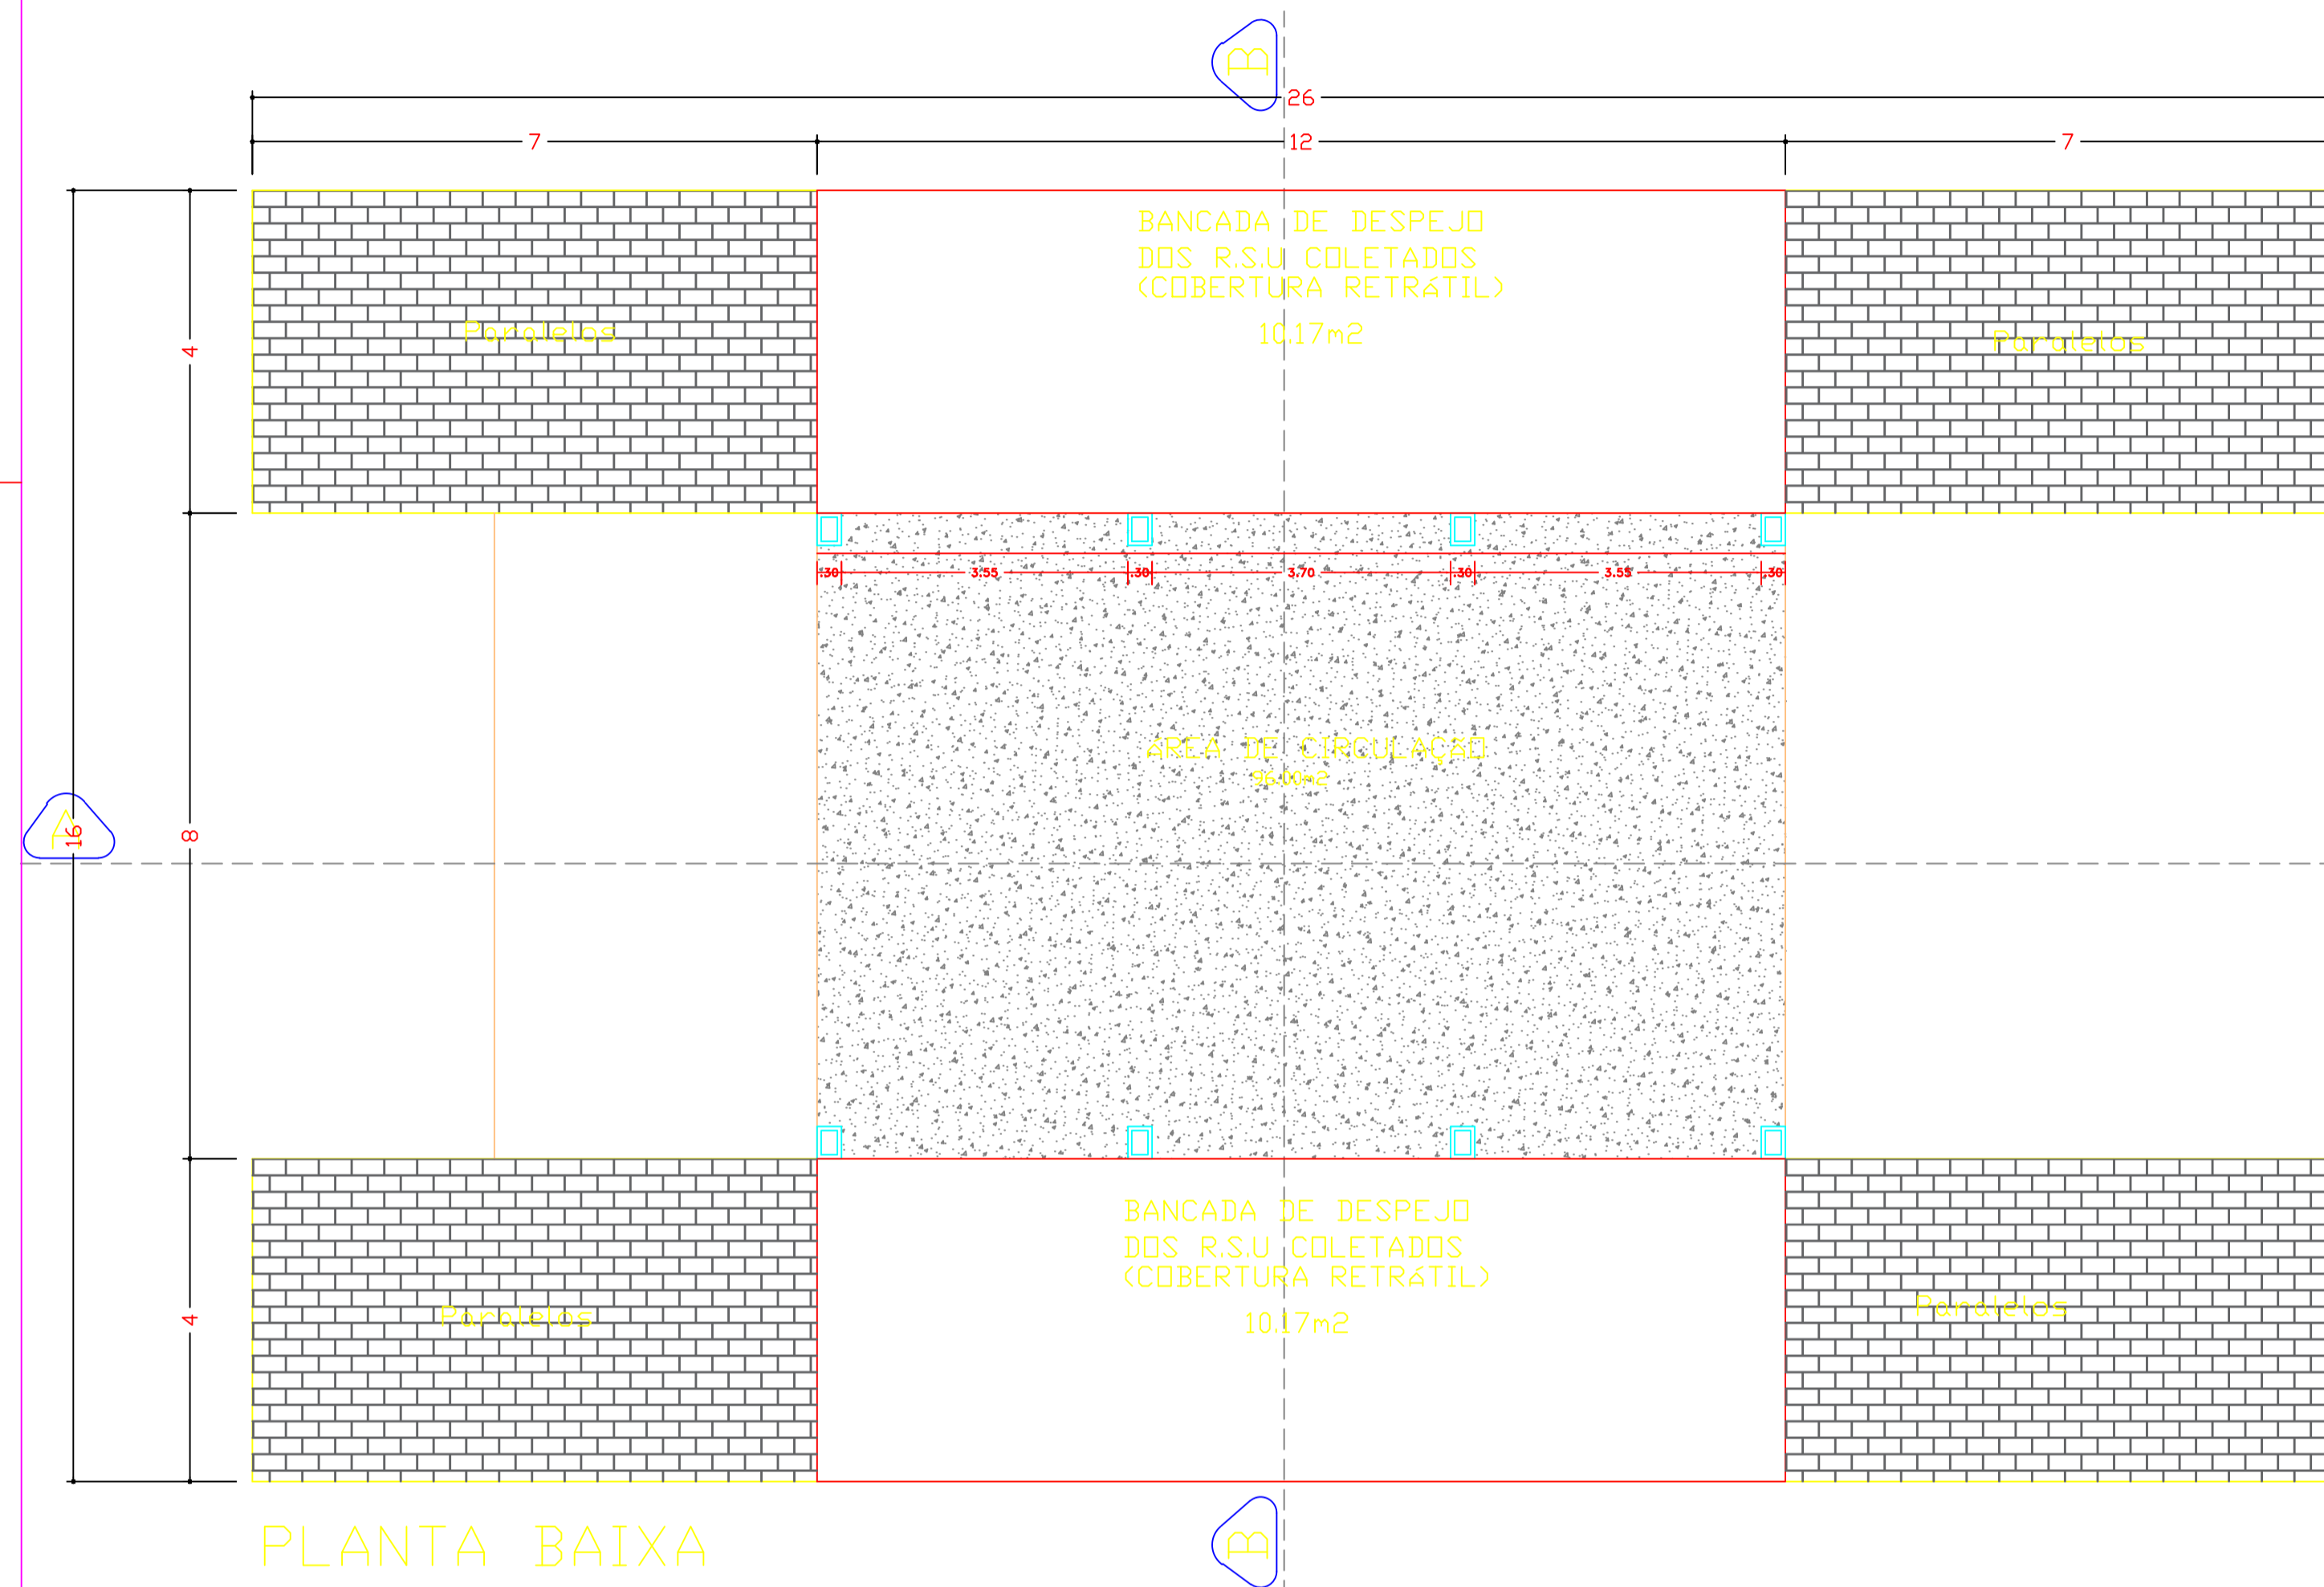 B
26
7
12
7
BANCADA DE DESPEJO
DOS R.S.U COLETADOS
(COBERTURA RETRÁTIL)
10.17m2
Paralelos
Paralelos
4
.30
3.55
.30
3.70
.30
3.55
.30
ÁREA DE CIRCULAÇÃO
96.00m2
A
16
8
BANCADA DE DESPEJO
DOS R.S.U COLETADOS
(COBERTURA RETRÁTIL)
10.17m2
Paralelos
Paralelos
4
PLANTA BAIXA
B